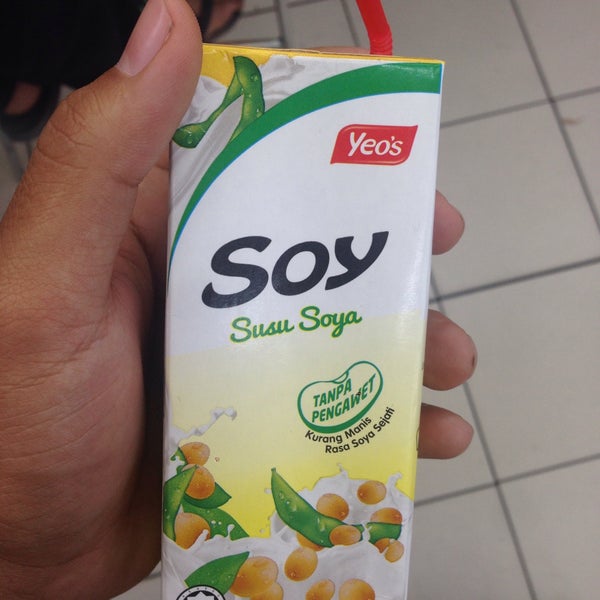 Yeo's
Soy
Susu Soya
TANPA
PENGAWET
Kurang Manis
Rasa Soya Sejati